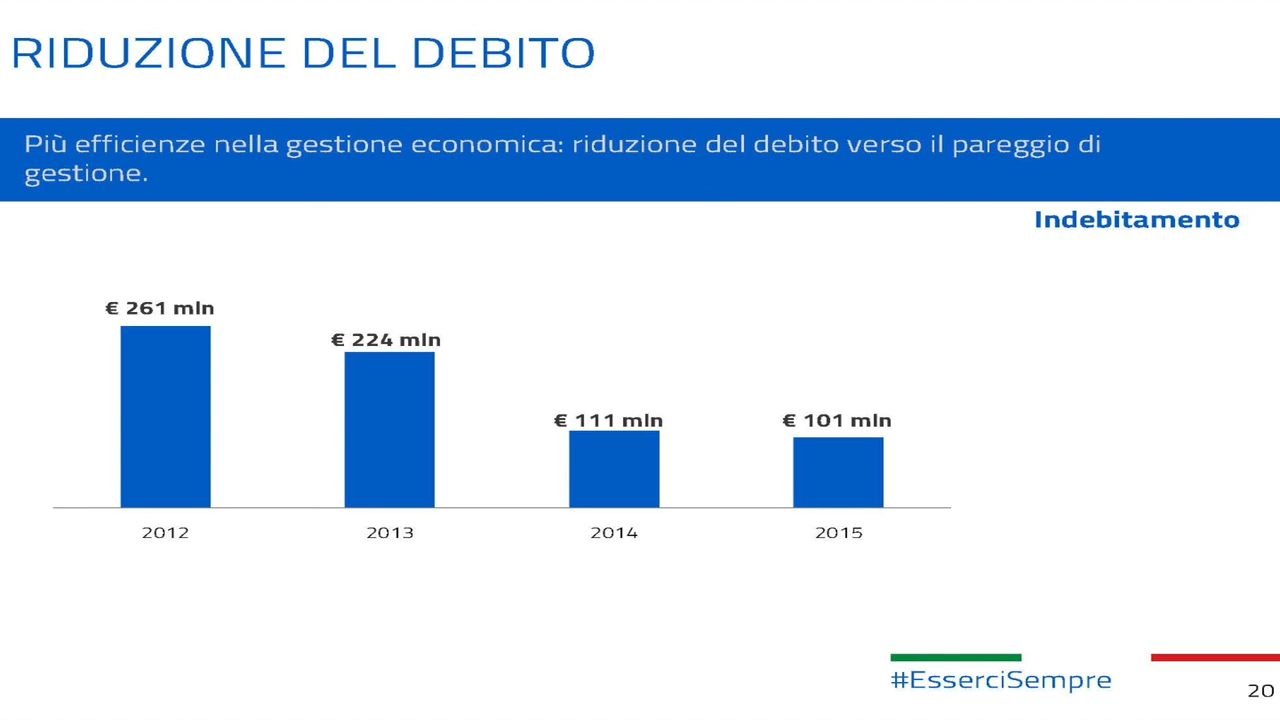 RIDUZIONE DEL DEBITO
Più efficienze nella gestione economica: riduzione del debito verso il pareggio di
gestione.
Indebitamento
€ 261 mln
€ 224 mln
€ 111 mln
€ 101 mln
2012
2013
2014
2015
#EsserciSempre
20